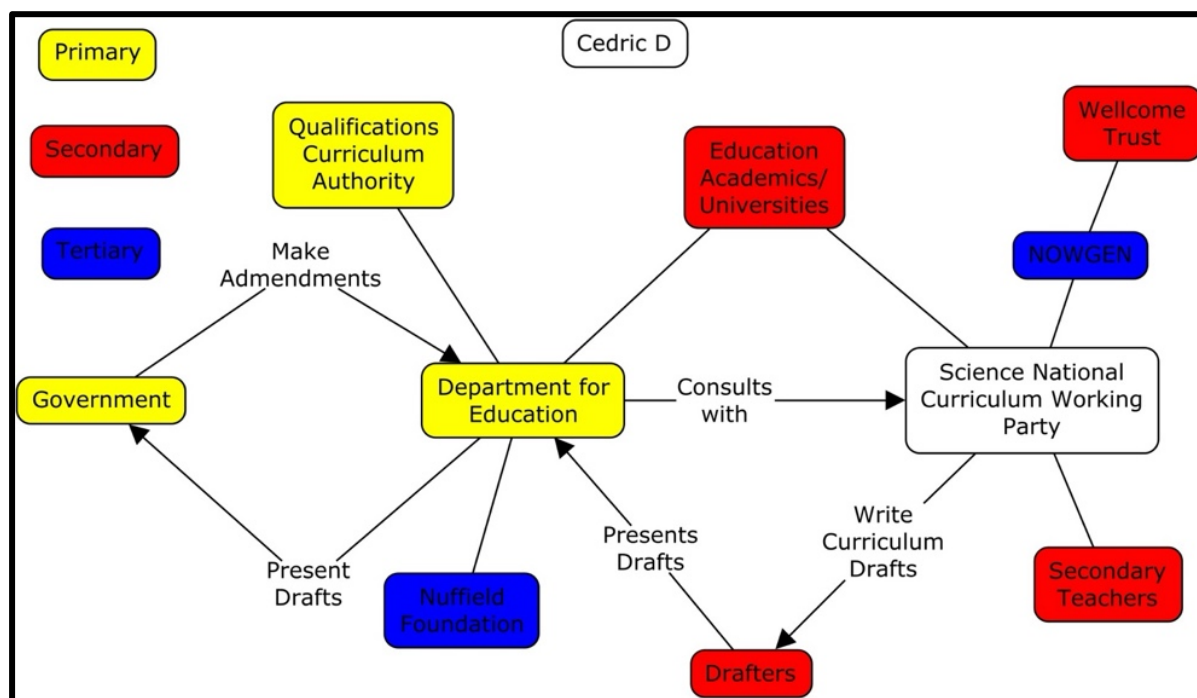 Primary
Cedric D
Secondary
Tertiary
Qualifications
Curriculum
Authority
Education
Academics/
Universities
Wellcome
Trust
NOWGEN
Make
Admendments
Government
Department for
Education
Consults
with
Science National
Curriculum Working
Party
Present
Drafts
Nuffield
Foundation
Presents
Drafts
Write
Curriculum
Drafts
Secondary
Teachers
Drafters